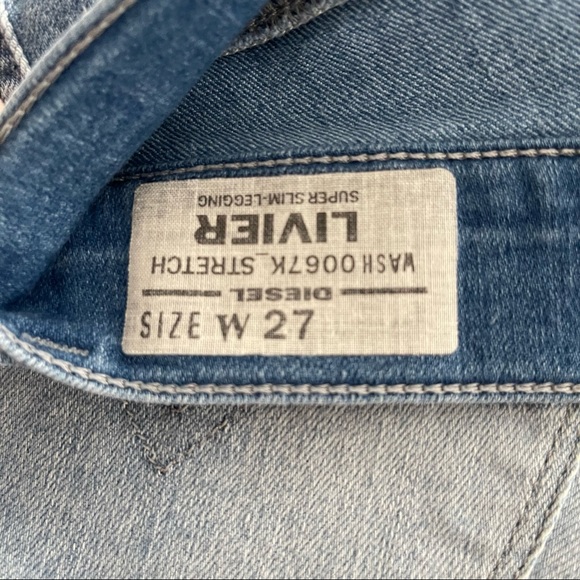 DIESEL
WASH 0067K_STRETCH
LIVIER
SUPER SLIM-LEGGING
SIZE W 27